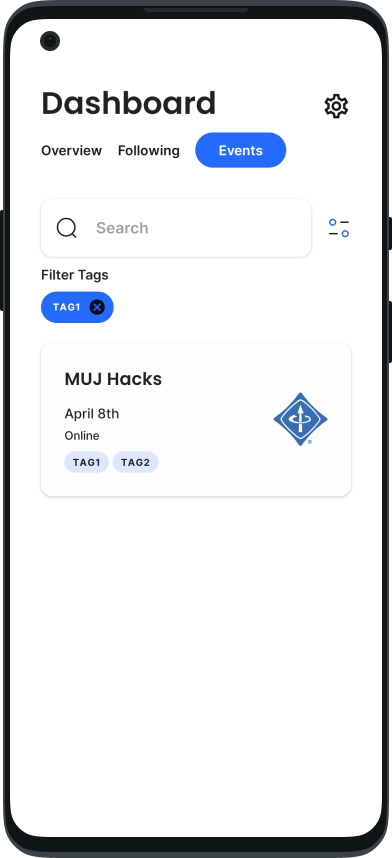 Dashboard
Overview Following Events
Search
Filter Tags
TAG1
MUJ Hacks
April 8th
Online
TAG1 TAG2
®